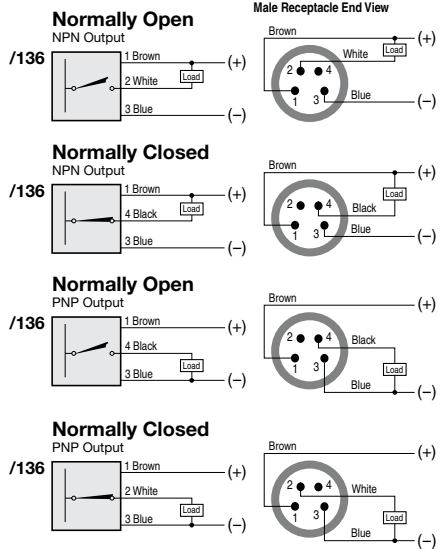 Male Receptacle End View
Normally Open
NPN Output
/136
1 Brown
(+)
2 White
Load
3 Blue
(–)
Brown
(+)
White
Load
2
4
1
3
Blue
(–)
Normally Closed
NPN Output
/136
1 Brown
(+)
4 Black
Load
3 Blue
(–)
Brown
(+)
Load
2
4
Black
1
3
Blue
(–)
Normally Open
PNP Output
/136
1 Brown
(+)
4 Black
Load
3 Blue
(–)
Brown
(+)
2
4
Black
1
3
Load
Blue
(–)
Normally Closed
PNP Output
/136
1 Brown
(+)
2 White
Load
3 Blue
(–)
Brown
(+)
2
4
White
1
3
Load
Blue
(–)